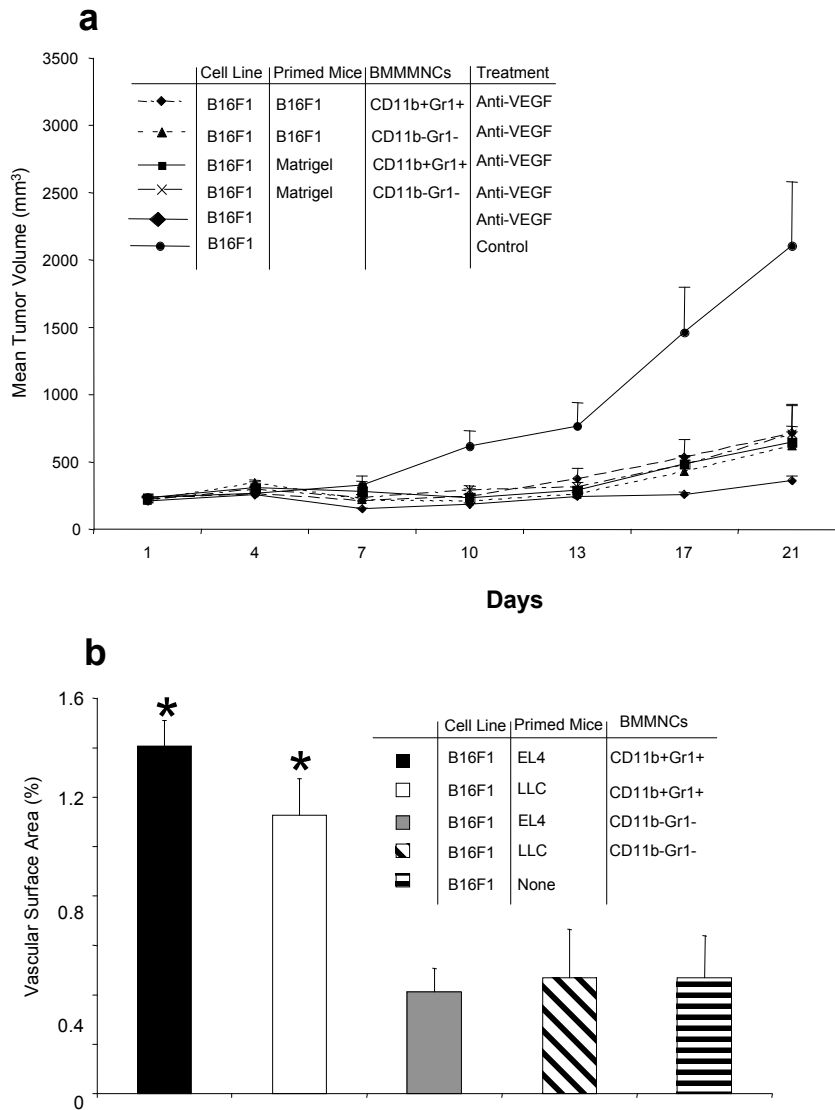 a
3500
3000
2500
2000
1500
1000
500
0
Mean Tumor Volume (mm³)
Cell Line Primed Mice BMMMNCs Treatment
B16F1 B16F1 CD11b+Gr1+ Anti-VEGF
B16F1 B16F1 CD11b-Gr1- Anti-VEGF
B16F1 Matrigel CD11b+Gr1+ Anti-VEGF
B16F1 Matrigel CD11b-Gr1- Anti-VEGF
B16F1 Anti-VEGF
B16F1 Control
1 4 7 10 13 17 21
Days
b
1.6
1.2
0.8
0.4
0
Vascular Surface Area (%)
* *
Cell Line Primed Mice BMMNCs
B16F1 EL4 CD11b+Gr1+
B16F1 LLC CD11b+Gr1+
B16F1 EL4 CD11b-Gr1-
B16F1 LLC CD11b-Gr1-
B16F1 None